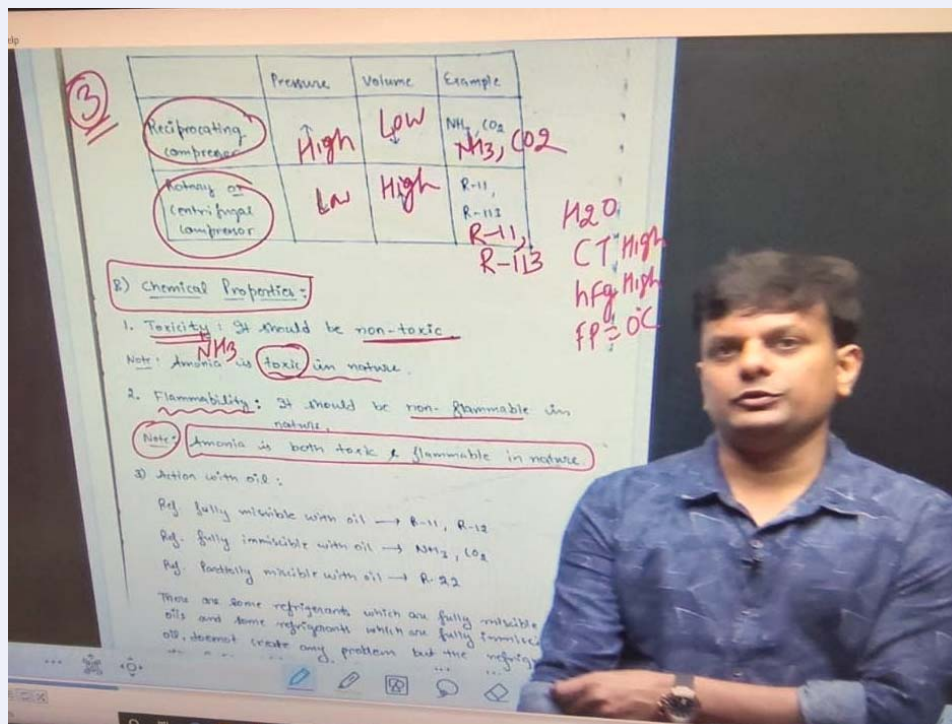 elp
3
Pressure Volume Example
Reciprocating compressor High Low NH3, CO2
NH3, CO2
Rotary or centrifugal compressor Low High R-11,
R-113
R-11,
R-113
H2O
CT High
hfg High
FP = 0°C
B) Chemical Properties:
1. Toxicity: It should be non-toxic
NH3
Note: Amonia is toxic in nature.
2. Flammability: It should be non-flammable in
nature.
Note: Amonia is both toxic & flammable in nature.
3) Action with oil:
Ref. fully miscible with oil → R-11, R-12
Ref. fully immiscible with oil → NH3, CO2
Ref. Partially miscible with oil → R-22
There are some refrigerants which are fully miscible
oils and some refrigerants which are fully immisci
oil, doesnot create any problem but the refrig